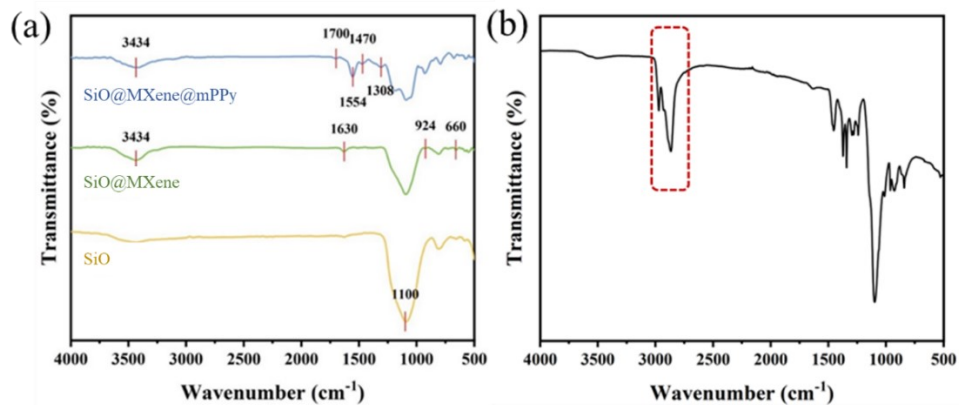 (a)
3434
1700
1470
1554
1308
SiO@MXene@mPPy
3434
1630
924
660
SiO@MXene
SiO
1100
Transmittance (%)
4000
3500
3000
2500
2000
1500
1000
500
Wavenumber (cm⁻¹)
(b)
Transmittance (%)
4000
3500
3000
2500
2000
1500
1000
500
Wavenumber (cm⁻¹)